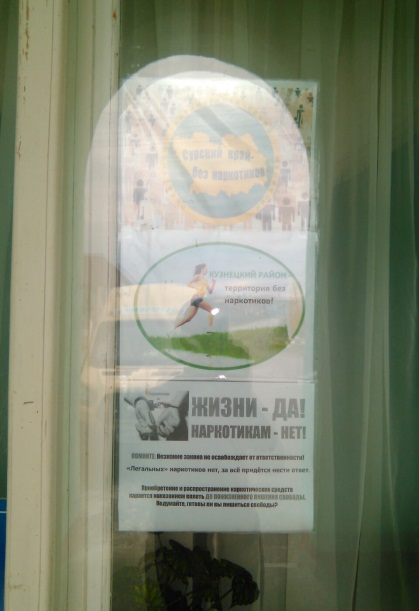 Сурский край-
без наркотиков
КУЗНЕЦКИЙ РАЙОН -
территория без
наркотиков!
ЖИЗНИ - ДА!
НАРКОТИКАМ - НЕТ!
ПОМНИТЕ: Незнание закона не освобождает от ответственности!
«Легальных» наркотиков нет, за всё придётся нести ответ.
Приобретение и распространение наркотических средств
карается наказанием вплоть ДО ПОЖИЗНЕННОГО ЛИШЕНИЯ СВОБОДЫ.
Подумайте, готовы ли вы лишиться свободы?